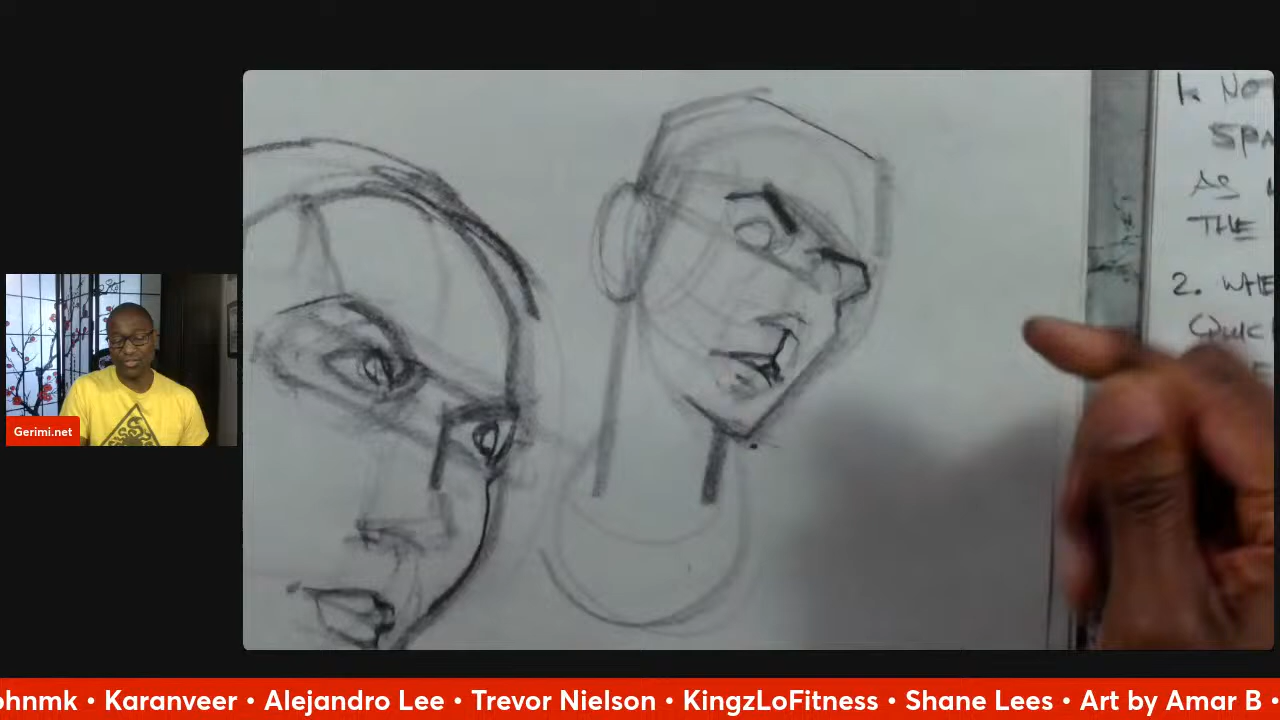 1. NO
SPA
AS
THE
2. WHE
QUIC
Gerimi.net
ohnmk • Karanveer • Alejandro Lee • Trevor Nielson • KingzLoFitness • Shane Lees • Art by Amar B •